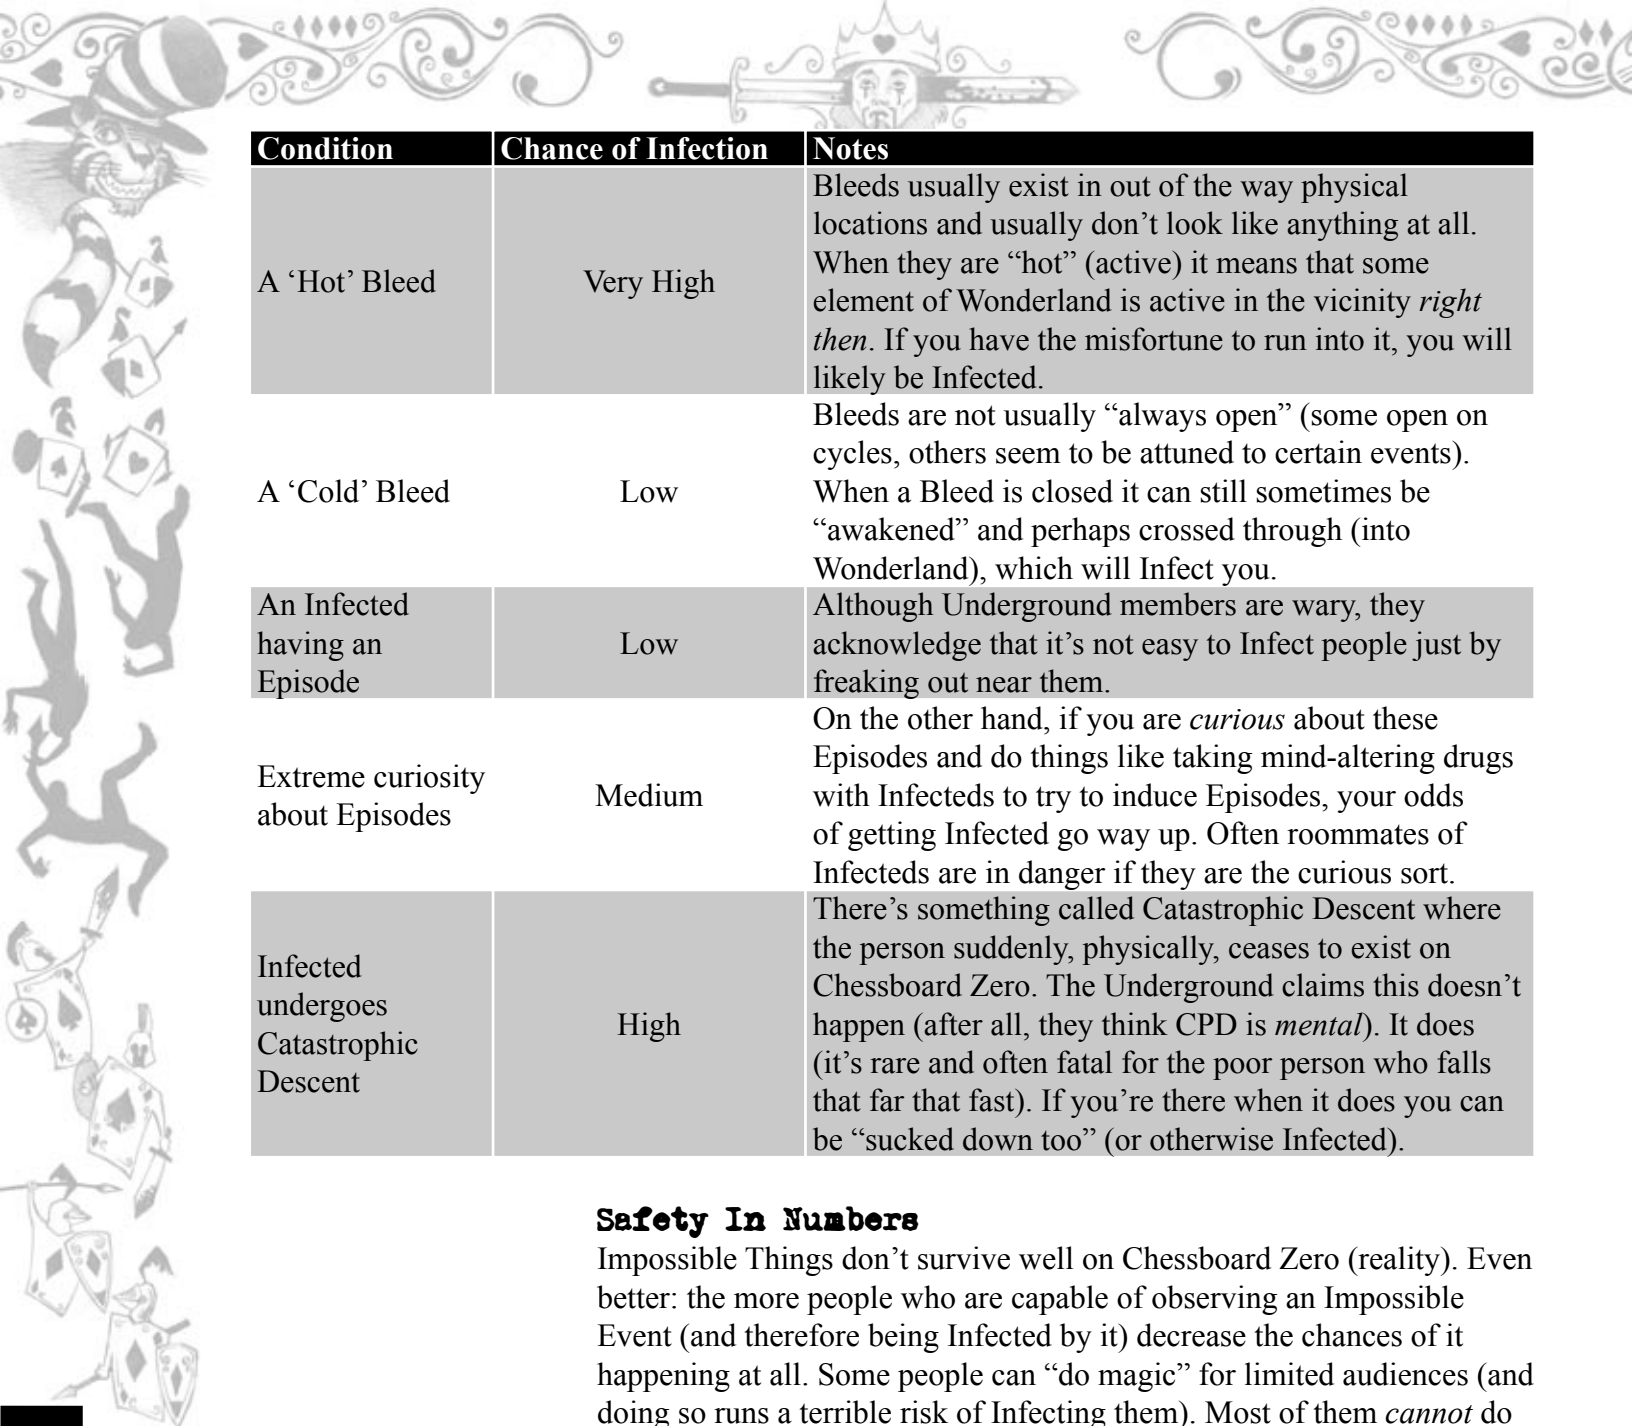 Condition Chance of Infection Notes
A ‘Hot’ Bleed
Very High
Bleeds usually exist in out of the way physical
locations and usually don’t look like anything at all.
When they are “hot” (active) it means that some
element of Wonderland is active in the vicinity right
then. If you have the misfortune to run into it, you will
likely be Infected.
A ‘Cold’ Bleed
Low
Bleeds are not usually “always open” (some open on
cycles, others seem to be attuned to certain events).
When a Bleed is closed it can still sometimes be
“awakened” and perhaps crossed through (into
Wonderland), which will Infect you.
An Infected
having an
Episode
Low
Although Underground members are wary, they
acknowledge that it’s not easy to Infect people just by
freaking out near them.
Extreme curiosity
about Episodes
Medium
On the other hand, if you are curious about these
Episodes and do things like taking mind-altering drugs
with Infecteds to try to induce Episodes, your odds
of getting Infected go way up. Often roommates of
Infecteds are in danger if they are the curious sort.
Infected
undergoes
Catastrophic
Descent
High
There’s something called Catastrophic Descent where
the person suddenly, physically, ceases to exist on
Chessboard Zero. The Underground claims this doesn’t
happen (after all, they think CPD is mental). It does
(it’s rare and often fatal for the poor person who falls
that far that fast). If you’re there when it does you can
be “sucked down too” (or otherwise Infected).
Safety In Numbers
Impossible Things don’t survive well on Chessboard Zero (reality). Even
better: the more people who are capable of observing an Impossible
Event (and therefore being Infected by it) decrease the chances of it
happening at all. Some people can “do magic” for limited audiences (and
doing so runs a terrible risk of Infecting them). Most of them cannot do